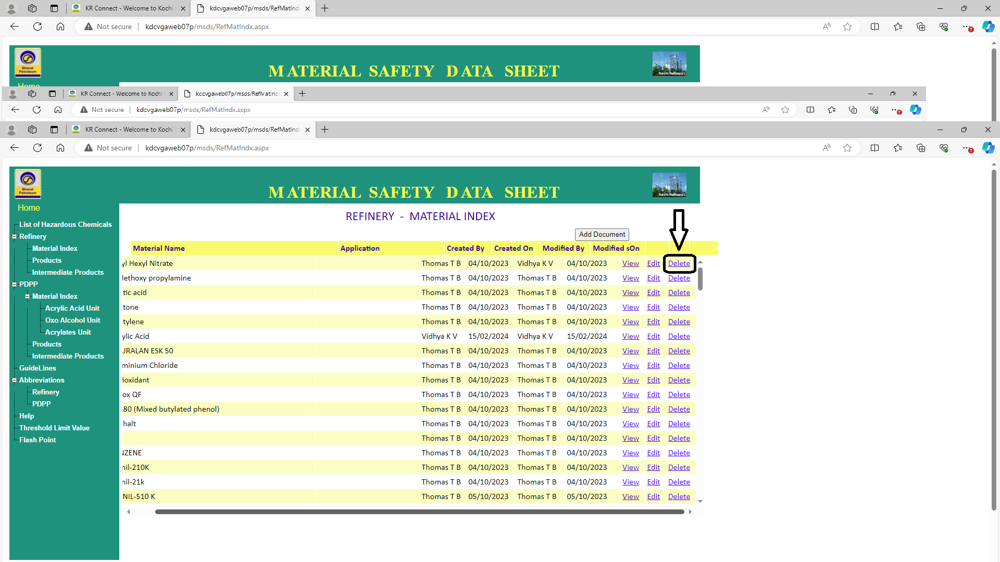 KR Connect - Welcome to Kochi
kdcvgaweb07p/msds/RefMatInd
Not secure kdcvgaweb07p/msds/RefMatIndx.aspx
Bharat Petroleum
MATERIAL SAFETY DATA SHEET
Kochi Refinery
Home
KR Connect - Welcome to Kochi
kccvgaweb07p/msds/RefMatIndx
Not secure kdcvgaweb07p/msds/RefMatIndx.aspx
KR Connect - Welcome to Kochi
kdcvgaweb07p/msds/RefMatInd
Not secure kdcvgaweb07p/msds/RefMatIndx.aspx
Bharat Petroleum
MATERIAL SAFETY DATA SHEET
Kochi Refinery
Home
List of Hazardous Chemicals
Refinery
Material Index
Products
Intermediate Products
PDPP
Material Index
Acrylic Acid Unit
Oxo Alcohol Unit
Acrylates Unit
Products
Intermediate Products
GuideLines
Abbreviations
Refinery
PDPP
Help
Threshold Limit Value
Flash Point
REFINERY - MATERIAL INDEX
Add Document
Material Name Application Created By Created On Modified By Modified sOn
yl Hexyl Nitrate Thomas T B 04/10/2023 Vidhya K V 04/10/2023 View Edit Delete
lethoxy propylamine Thomas T B 04/10/2023 Thomas T B 04/10/2023 View Edit Delete
tic acid Thomas T B 04/10/2023 Thomas T B 04/10/2023 View Edit Delete
tone Thomas T B 04/10/2023 Thomas T B 04/10/2023 View Edit Delete
tylene Thomas T B 04/10/2023 Thomas T B 04/10/2023 View Edit Delete
ylic Acid Vidhya K V 15/02/2024 Vidhya K V 15/02/2024 View Edit Delete
URALAN ESK 50 Thomas T B 04/10/2023 Thomas T B 04/10/2023 View Edit Delete
minium Chloride Thomas T B 04/10/2023 Thomas T B 04/10/2023 View Edit Delete
ioxidant Thomas T B 04/10/2023 Thomas T B 04/10/2023 View Edit Delete
ox QF Thomas T B 04/10/2023 Thomas T B 04/10/2023 View Edit Delete
-80 (Mixed butylated phenol) Thomas T B 04/10/2023 Thomas T B 04/10/2023 View Edit Delete
halt Thomas T B 04/10/2023 Thomas T B 04/10/2023 View Edit Delete
Thomas T B 04/10/2023 Thomas T B 04/10/2023 View Edit Delete
NZENE Thomas T B 04/10/2023 Thomas T B 04/10/2023 View Edit Delete
nil-210K Thomas T B 04/10/2023 Thomas T B 04/10/2023 View Edit Delete
nil-21k Thomas T B 04/10/2023 Thomas T B 04/10/2023 View Edit Delete
NIL-510 K Thomas T B 05/10/2023 Thomas T B 05/10/2023 View Edit Delete